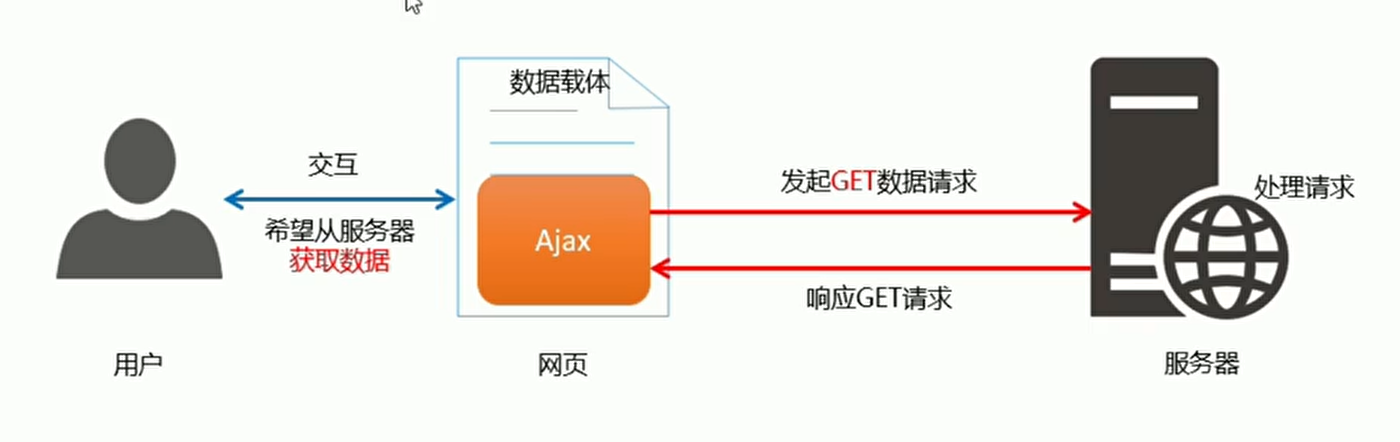 数据载体
交互
希望从服务器
获取数据
Ajax
发起GET数据请求
响应GET请求
处理请求
用户
网页
服务器